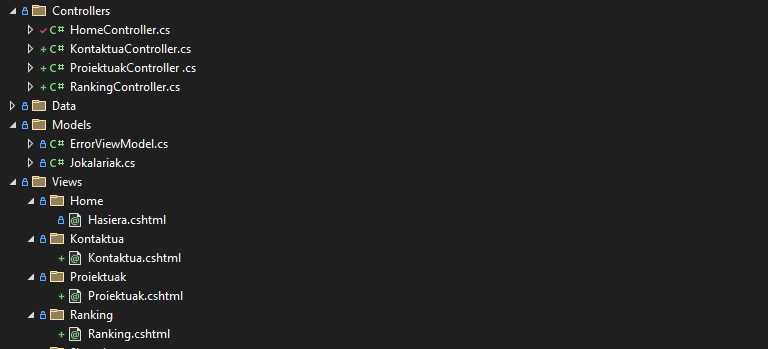 Controllers
C# HomeController.cs
C# KontaktuaController.cs
C# ProiektuakController .cs
C# RankingController.cs
Data
Models
C# ErrorViewModel.cs
C# Jokalariak.cs
Views
Home
Hasiera.cshtml
Kontaktua
Kontaktua.cshtml
Proiektuak
Proiektuak.cshtml
Ranking
Ranking.cshtml